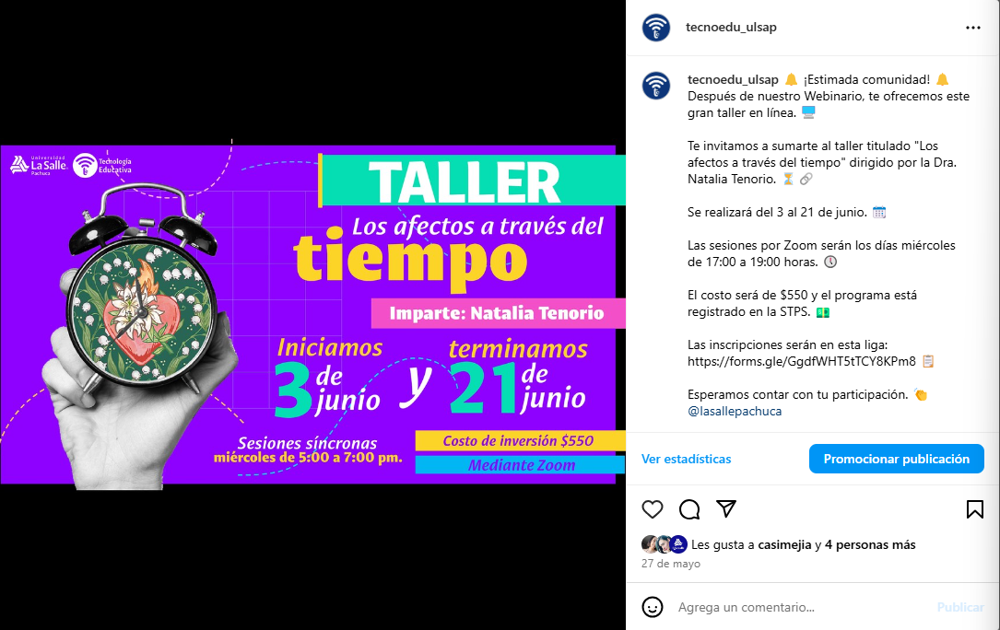 Universidad
La Salle
Pachuca
Tecnología
Educativa
TALLER
Los afectos a través del
tiempo
Imparte: Natalia Tenorio
Iniciamos
3 de
junio
y
terminamos
21 de
junio
Sesiones síncronas
miércoles de 5:00 a 7:00 pm.
Costo de inversión $550
Mediante Zoom
tecnoedu_ulsap
tecnoedu_ulsap 🔔 ¡Estimada comunidad! 🔔
Después de nuestro Webinario, te ofrecemos este
gran taller en línea. 🖥️
Te invitamos a sumarte al taller titulado "Los
afectos a través del tiempo" dirigido por la Dra.
Natalia Tenorio. ⏳ 🔗
Se realizará del 3 al 21 de junio. 🗓️
Las sesiones por Zoom serán los días miércoles
de 17:00 a 19:00 horas. 🕔
El costo será de $550 y el programa está
registrado en la STPS. 💵
Las inscripciones serán en esta liga:
https://forms.gle/GgdfWHT5tTCY8KPm8 📋
Esperamos contar con tu participación. 👏
@lasallepachuca
Ver estadísticas
Promocionar publicación
Les gusta a casimejia y 4 personas más
27 de mayo
Agrega un comentario...
Publicar